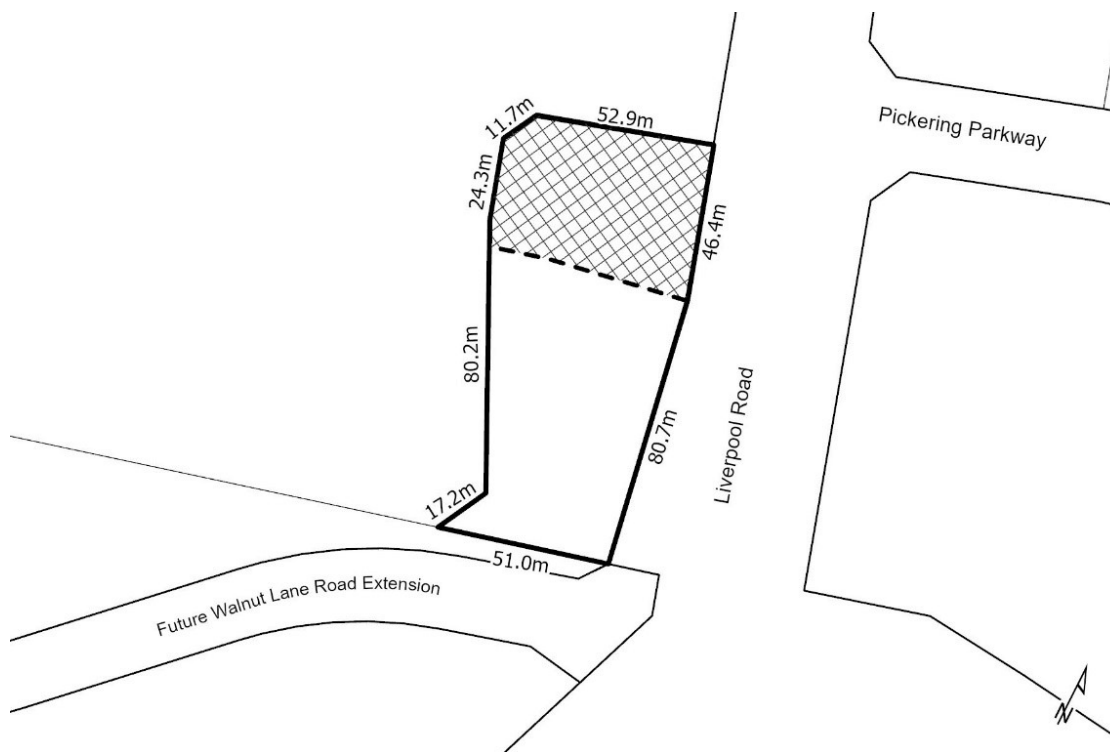 11.7m
52.9m
Pickering Parkway
24.3m
46.4m
80.2m
80.7m
Liverpool Road
17.2m
51.0m
Future Walnut Lane Road Extension
N